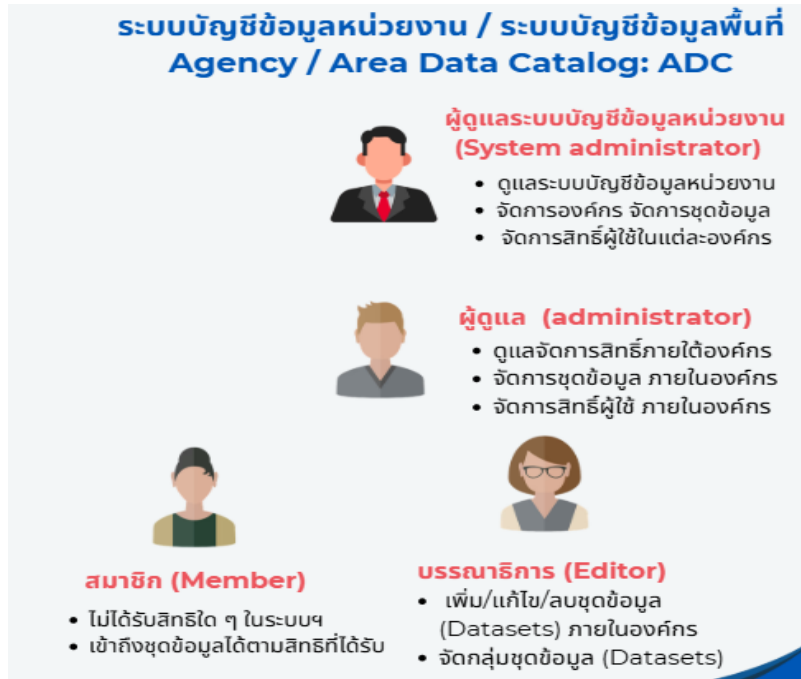 ระบบบัญชีข้อมูลหน่วยงาน / ระบบบัญชีข้อมูลพื้นที่
Agency / Area Data Catalog: ADC
ผู้ดูแลระบบบัญชีข้อมูลหน่วยงาน
(System administrator)
• ดูแลระบบบัญชีข้อมูลหน่วยงาน
• จัดการองค์กร จัดการชุดข้อมูล
• จัดการสิทธิ์ผู้ใช้ในแต่ละองค์กร
ผู้ดูแล (administrator)
• ดูแลจัดการสิทธิ์ภายใต้องค์กร
• จัดการชุดข้อมูล ภายในองค์กร
• จัดการสิทธิ์ผู้ใช้ ภายในองค์กร
สมาชิก (Member)
• ไม่ได้รับสิทธิใด ๆ ในระบบฯ
• เข้าถึงชุดข้อมูลได้ตามสิทธิที่ได้รับ
บรรณาธิการ (Editor)
• เพิ่ม/แก้ไข/ลบชุดข้อมูล
(Datasets) ภายในองค์กร
• จัดกลุ่มชุดข้อมูล (Datasets)